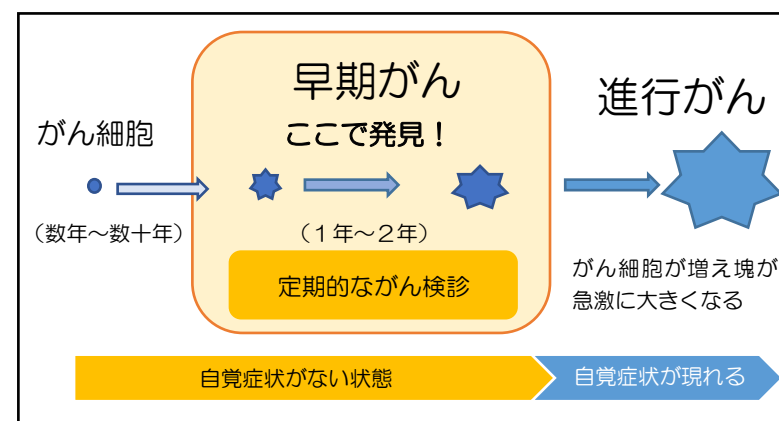 早期がん
進行がん
がん細胞
ここで発見！
（数年～数十年）
（１年～２年）
定期的ながん検診
がん細胞が増え塊が
急激に大きくなる
自覚症状がない状態
自覚症状が現れる